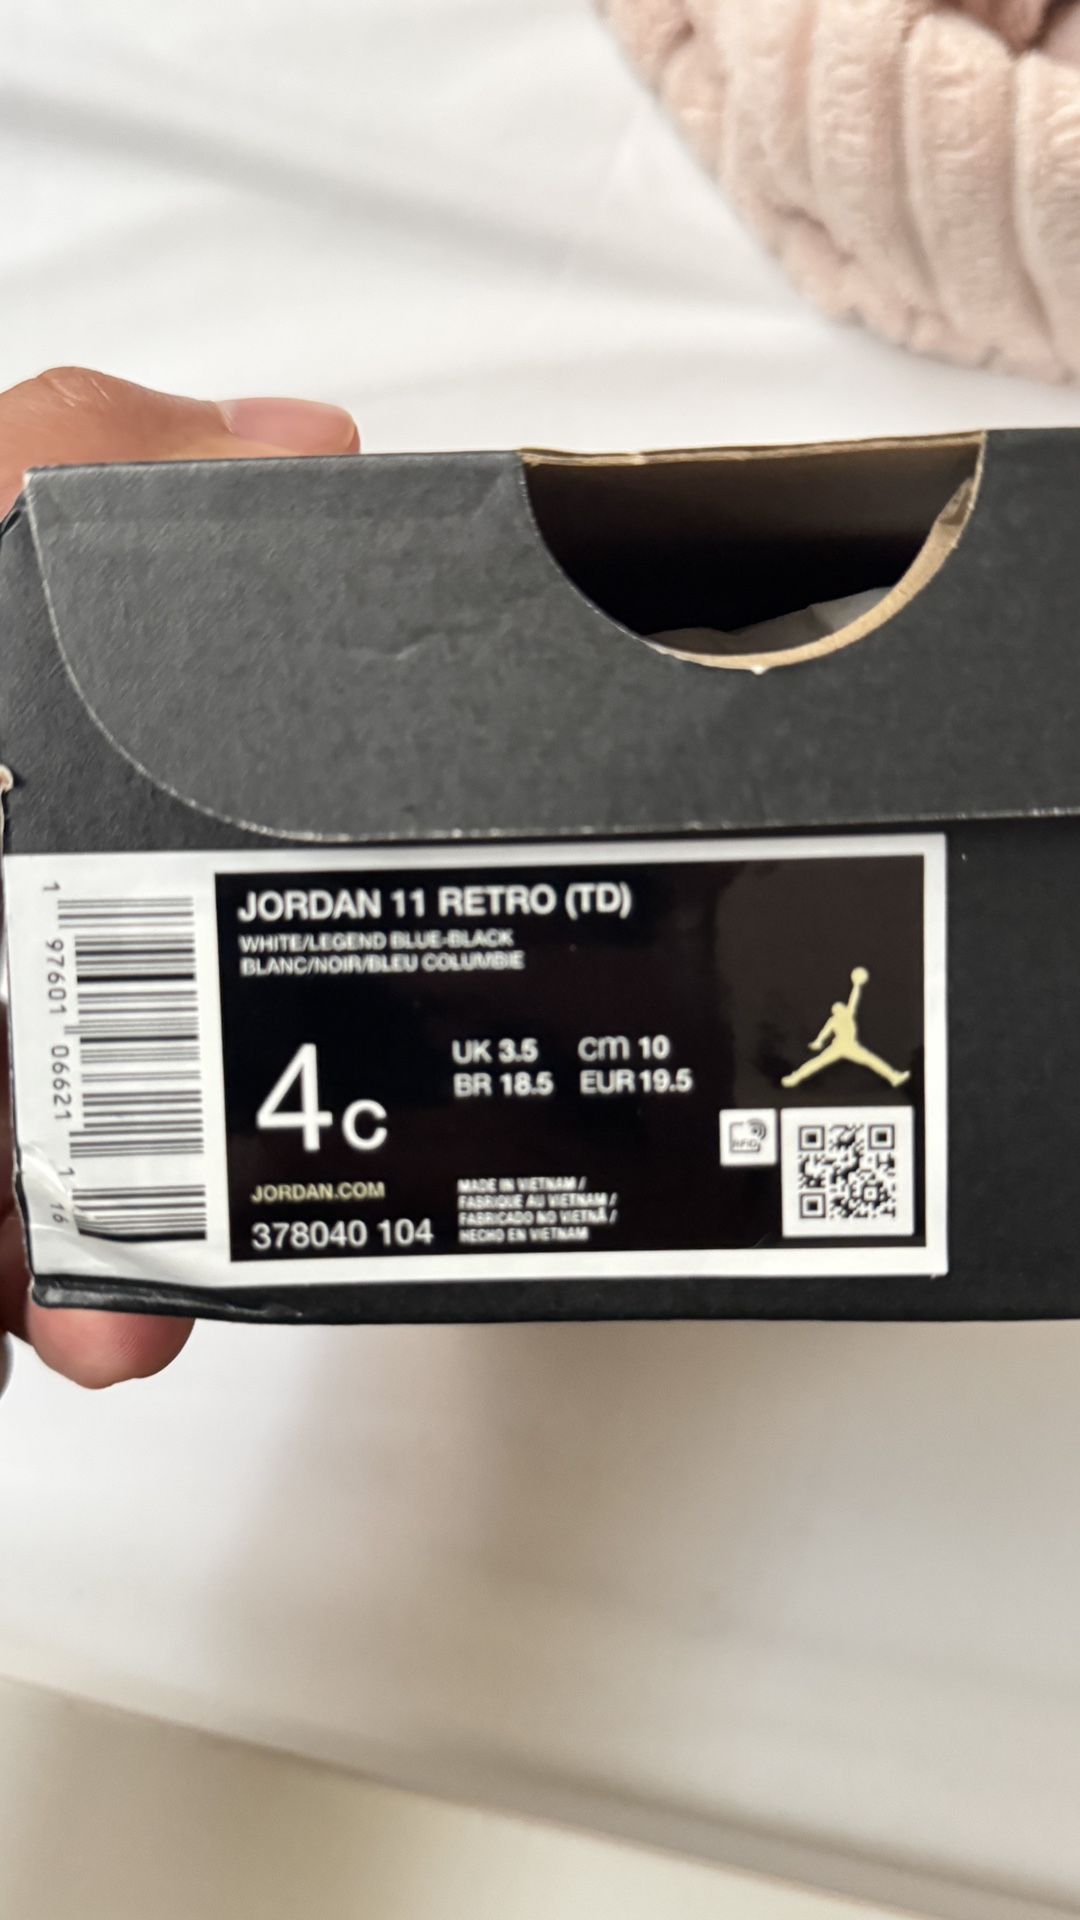 JORDAN 11 RETRO (TD)
WHITE/LEGEND BLUE-BLACK
BLANC/NOIR/BLEU COLUMBIE
4c
UK 3.5 cm 10
BR 18.5 EUR 19.5
JORDAN.COM
378040 104
MADE IN VIETNAM /
FABRIQUE AU VIETNAM /
FABRICADO NO VIETNÃ /
HECHO EN VIETNAM
RFID
1 97601 06621 1 16